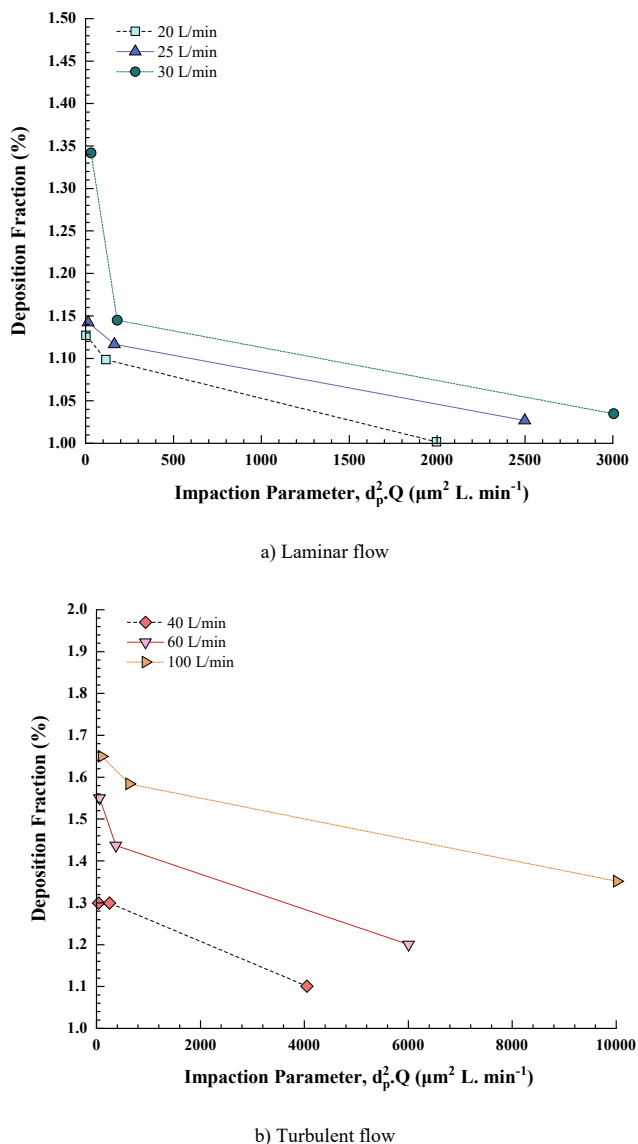 20 L/min
25 L/min
30 L/min
1.50
1.45
1.40
1.35
1.30
1.25
1.20
1.15
1.10
1.05
1.00
Deposition Fraction (%)
0 500 1000 1500 2000 2500 3000
Impaction Parameter, dₚ².Q (µm² L. min⁻¹)
a) Laminar flow
40 L/min
60 L/min
100 L/min
2.0
1.9
1.8
1.7
1.6
1.5
1.4
1.3
1.2
1.1
1.0
Deposition Fraction (%)
0 2000 4000 6000 8000 10000
Impaction Parameter, dₚ².Q (µm² L. min⁻¹)
b) Turbulent flow